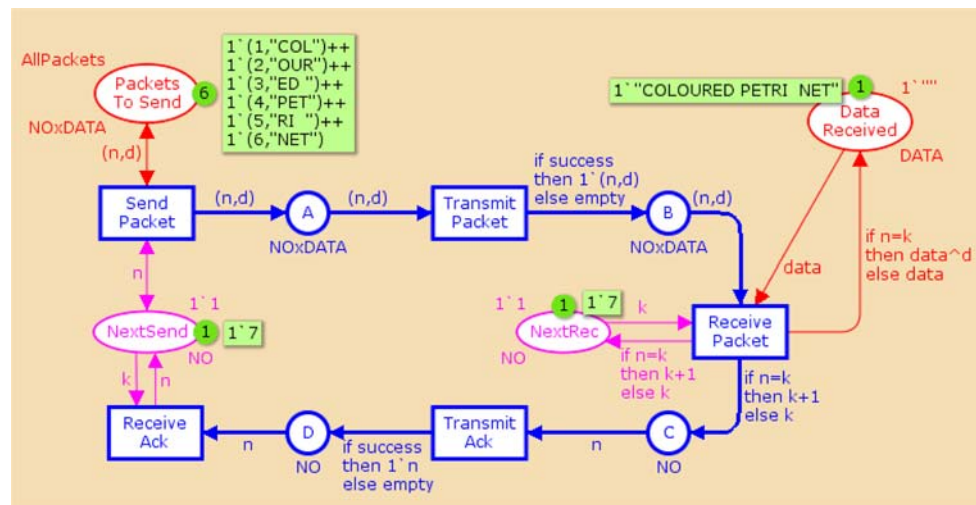 AllPackets
Packets
To Send
6
1`(1,"COL")++
1`(2,"OUR")++
1`(3,"ED ")++
1`(4,"PET")++
1`(5,"RI ")++
1`(6,"NET")
NOxDATA
(n,d)
1`"COLOURED PETRI  NET"
1
1`""
Data
Received
DATA
Send
Packet
(n,d)
A
NOxDATA
(n,d)
Transmit
Packet
if success
then 1`(n,d)
else empty
B
NOxDATA
(n,d)
data
if n=k
then data^d
else data
n
1`1
NextSend
1
1`7
NO
1`1
1
1`7
NextRec
NO
k
if n=k
then k+1
else k
Receive
Packet
if n=k
then k+1
else k
k
n
Receive
Ack
n
D
NO
if success
then 1`n
else empty
Transmit
Ack
n
C
NO